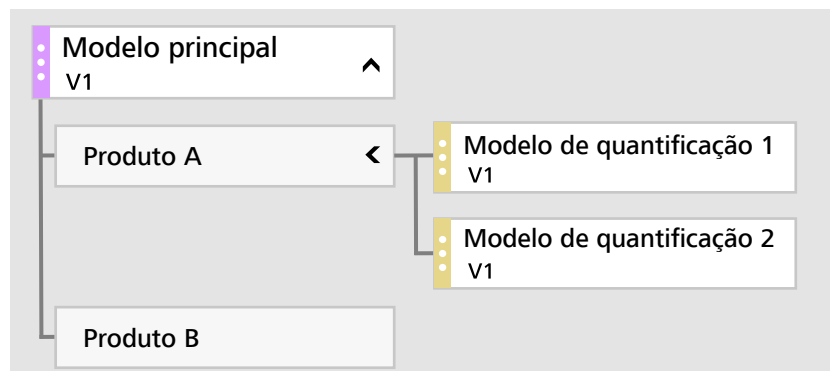 Modelo principal
V1
Produto A
Modelo de quantificação 1
V1
Modelo de quantificação 2
V1
Produto B